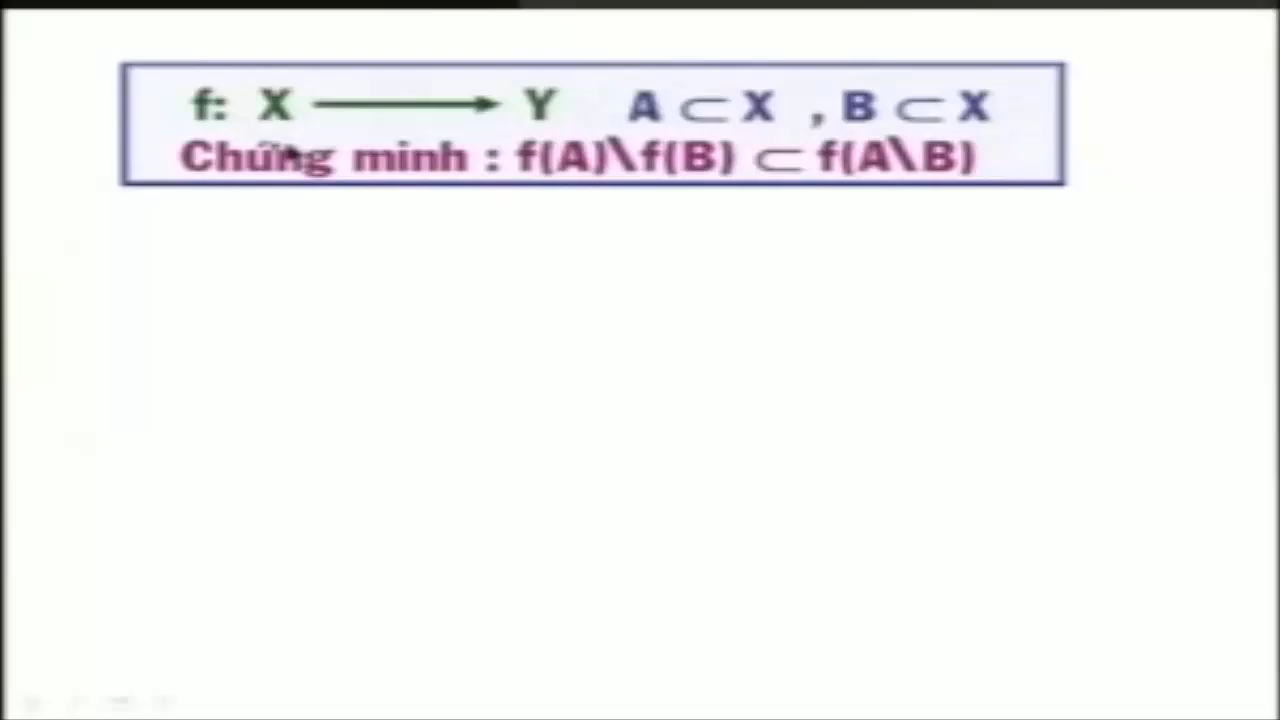 f: X ⟶ Y A ⊂ X , B ⊂ X
Chứng minh : f(A)\f(B) ⊂ f(A\B)